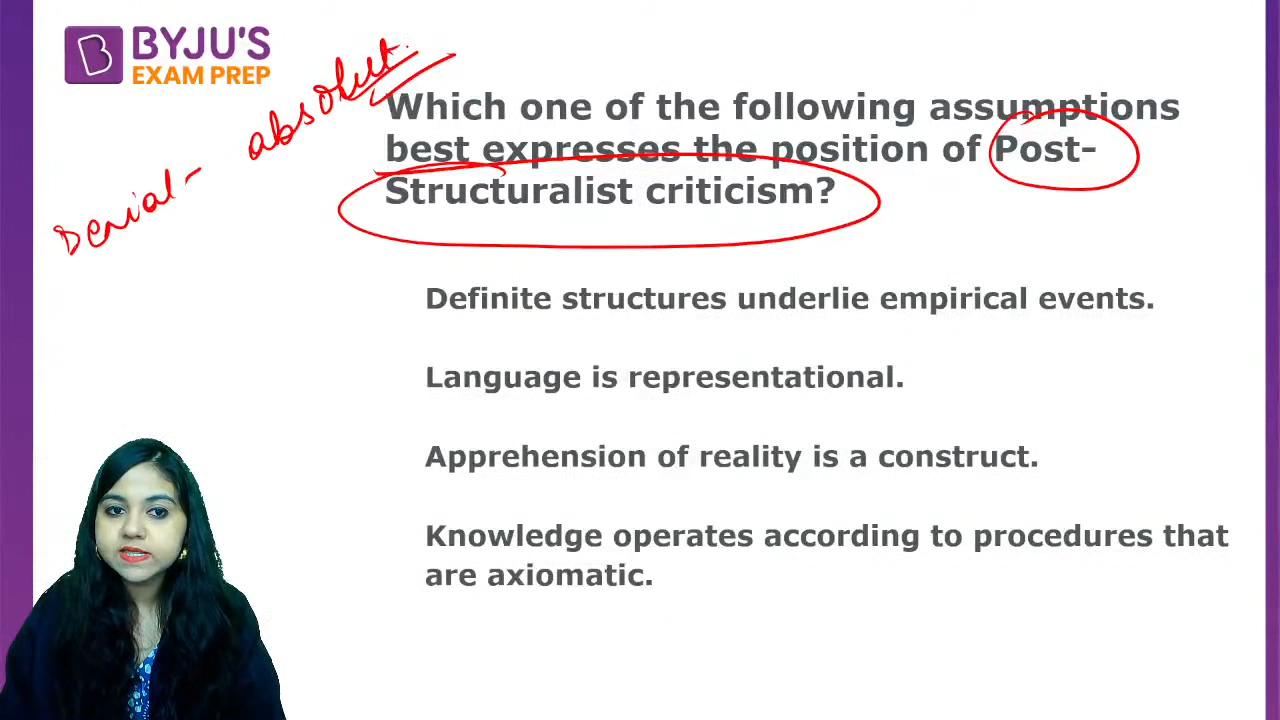 BYJU'S
EXAM PREP
Denial - absolut.
Which one of the following assumptions
best expresses the position of Post-
Structuralist criticism?
Definite structures underlie empirical events.
Language is representational.
Apprehension of reality is a construct.
Knowledge operates according to procedures that
are axiomatic.